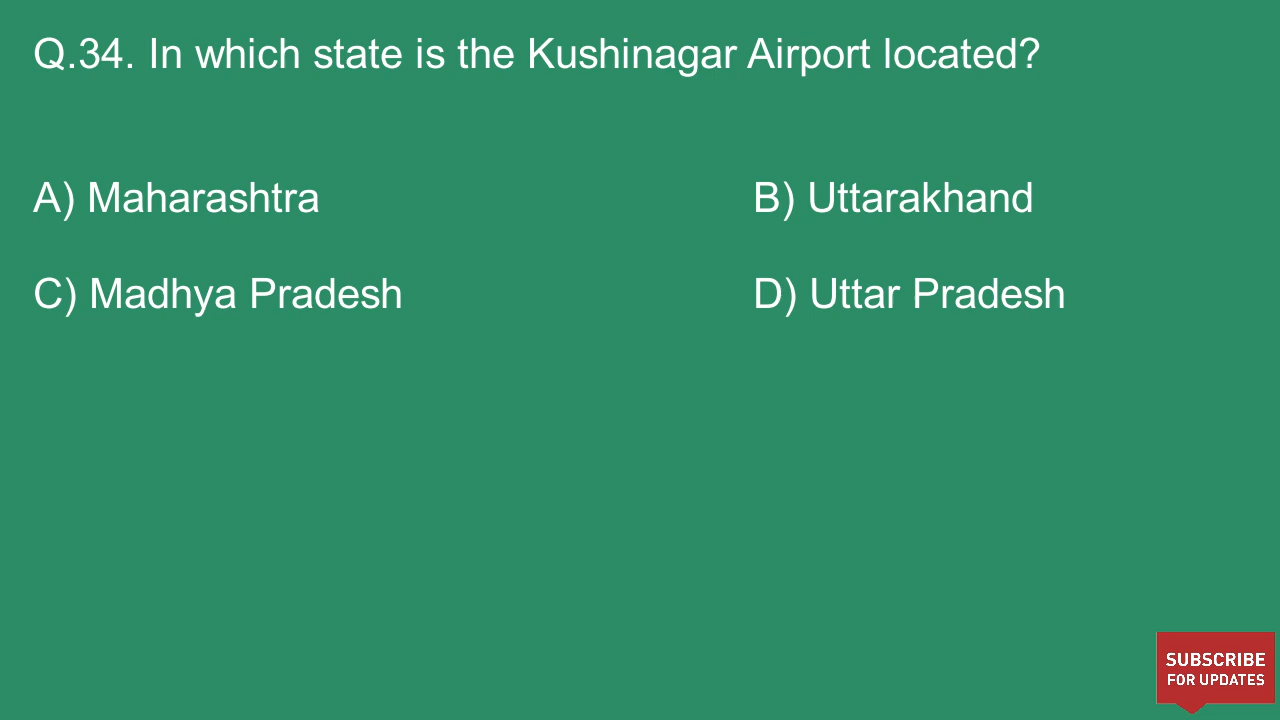 Q.34. In which state is the Kushinagar Airport located?
A) Maharashtra
B) Uttarakhand
C) Madhya Pradesh
D) Uttar Pradesh
SUBSCRIBE
FOR UPDATES